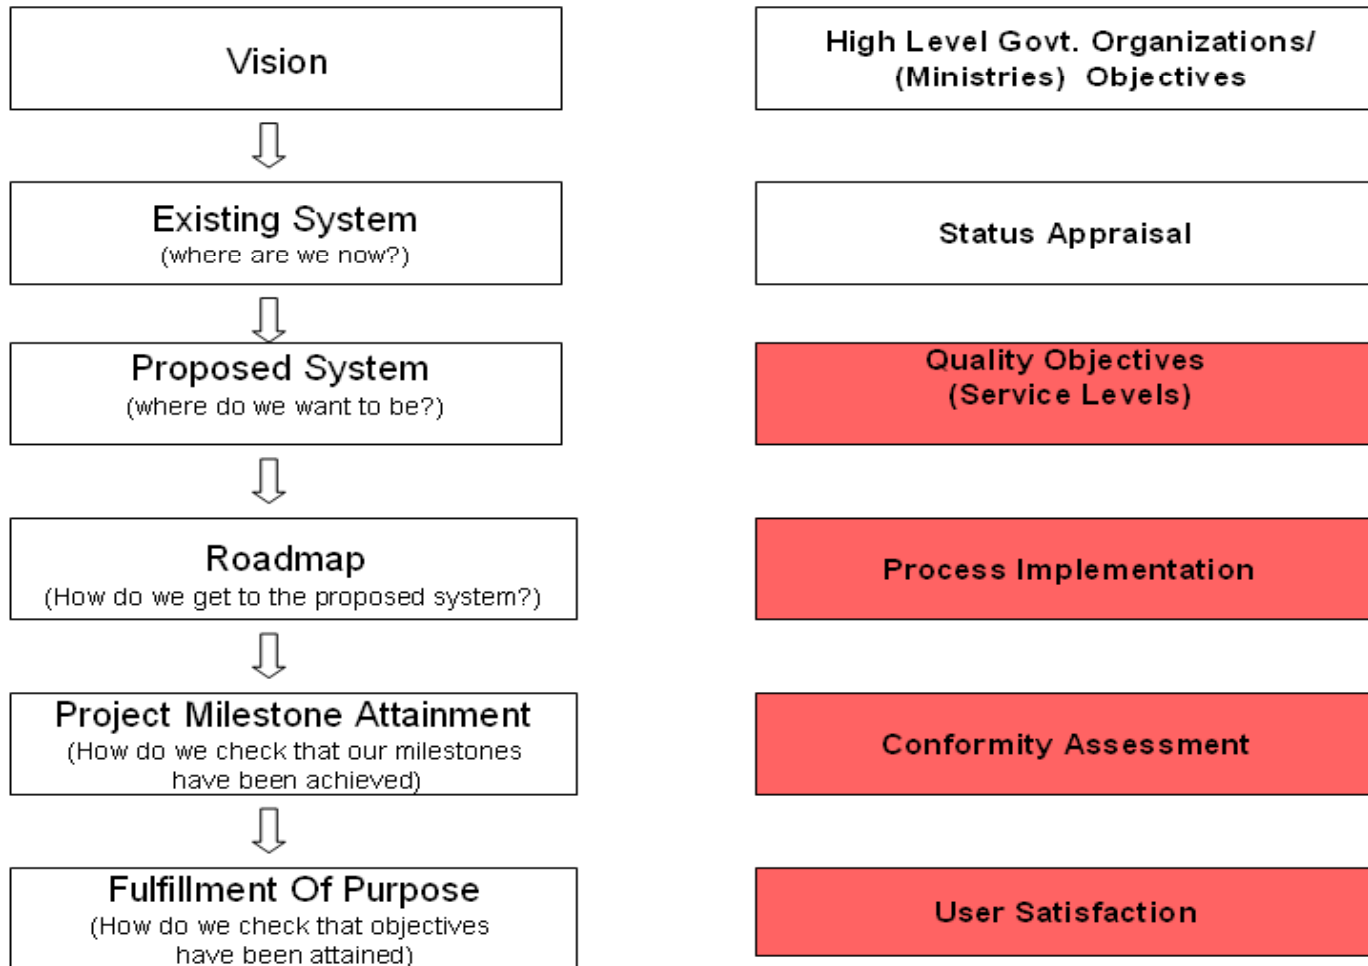 Vision
High Level Govt. Organizations/
(Ministries) Objectives
Existing System
(where are we now?)
Status Appraisal
Proposed System
(where do we want to be?)
Quality Objectives
(Service Levels)
Roadmap
(How do we get to the proposed system?)
Process Implementation
Project Milestone Attainment
(How do we check that our milestones
have been achieved)
Conformity Assessment
Fulfillment Of Purpose
(How do we check that objectives
have been attained)
User Satisfaction